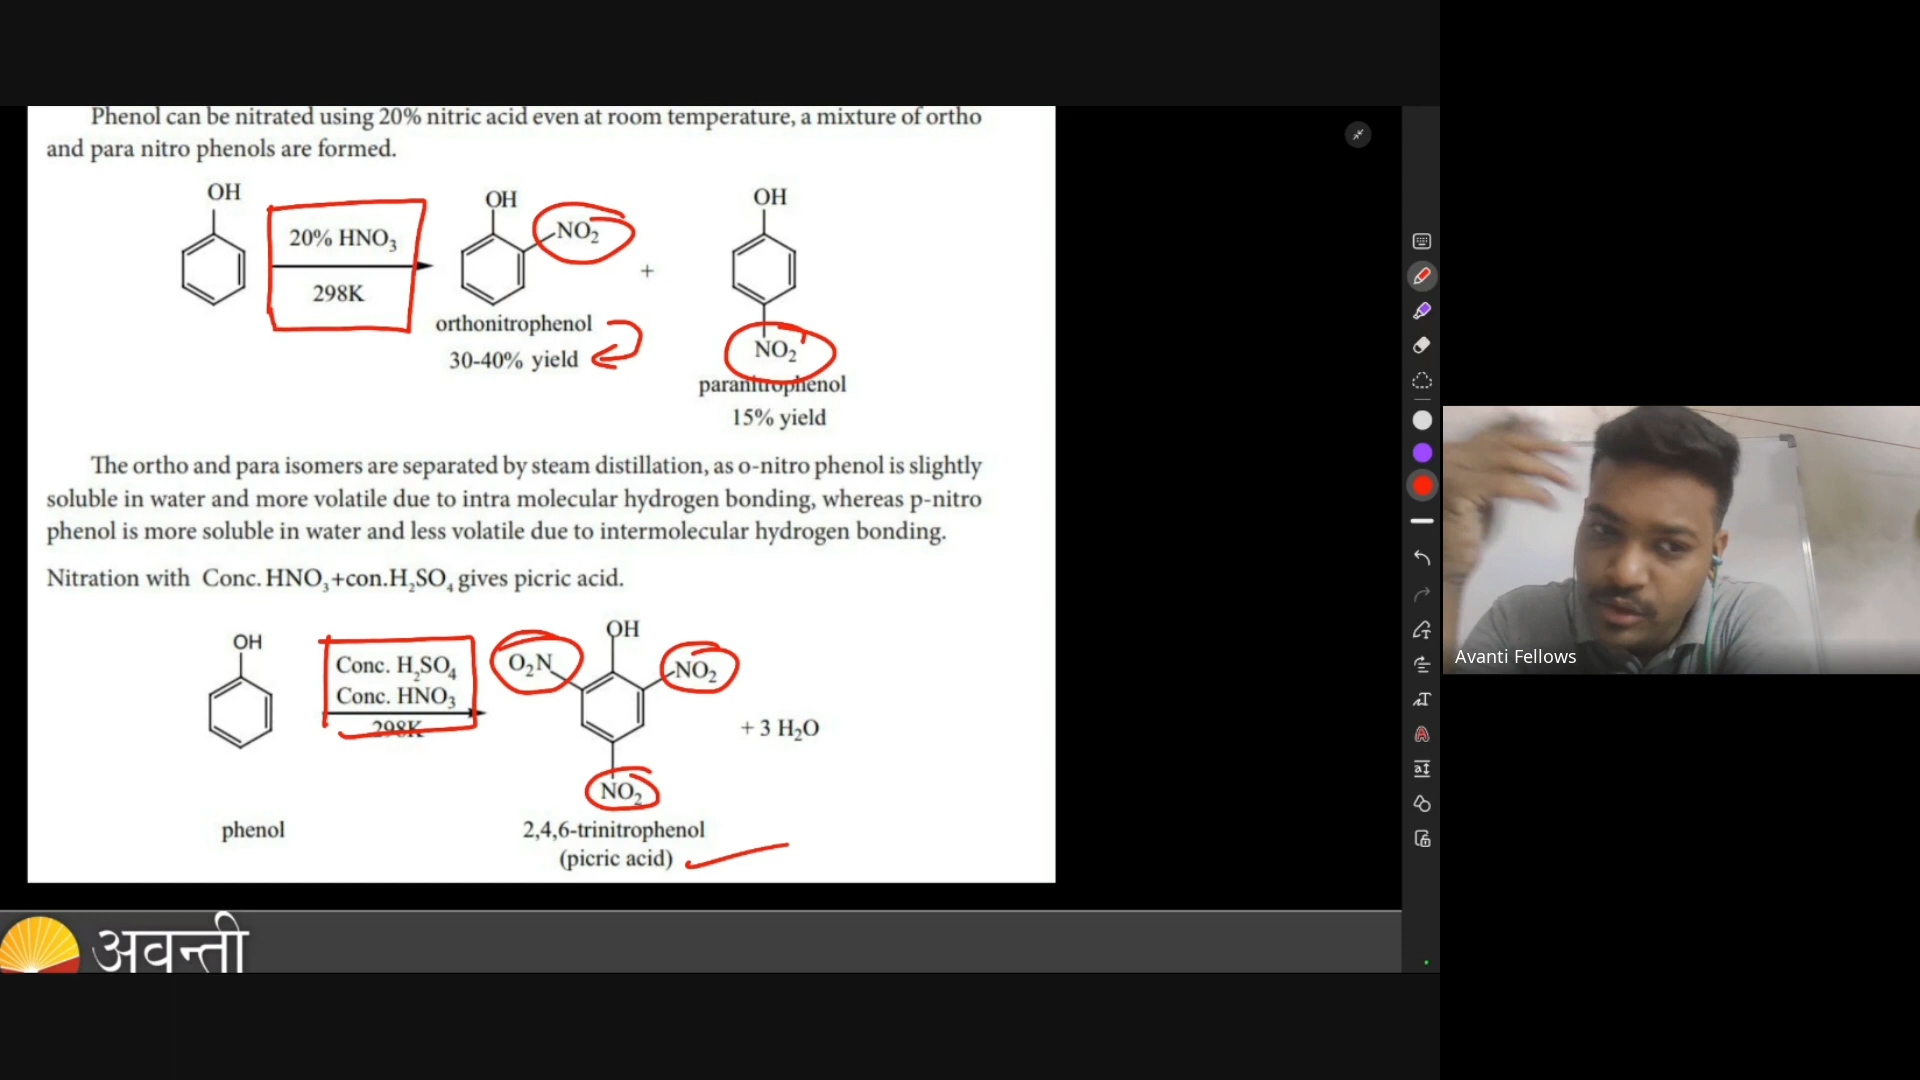 Phenol can be nitrated using 20% nitric acid even at room temperature, a mixture of ortho
and para nitro phenols are formed.
OH
20% HNO₃
298K
OH
NO₂
+
OH
NO₂
orthonitrophenol
30-40% yield
paranitrophenol
15% yield
The ortho and para isomers are separated by steam distillation, as o-nitro phenol is slightly
soluble in water and more volatile due to intra molecular hydrogen bonding, whereas p-nitro
phenol is more soluble in water and less volatile due to intermolecular hydrogen bonding.
Nitration with Conc. HNO₃+con.H₂SO₄ gives picric acid.
OH
Conc. H₂SO₄
Conc. HNO₃
298K
OH
O₂N
NO₂
NO₂
+ 3 H₂O
phenol
2,4,6-trinitrophenol
(picric acid)
अवन्ती
Avanti Fellows